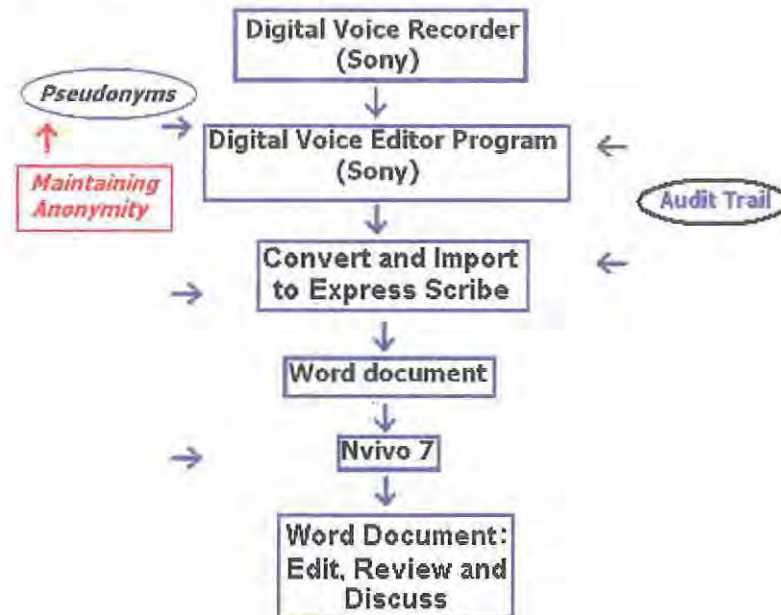 Digital Voice Recorder
(Sony)
Pseudonyms
Digital Voice Editor Program
(Sony)
Maintaining
Anonymity
Audit Trail
Convert and Import
to Express Scribe
Word document
Nvivo 7
Word Document:
Edit, Review and
Discuss